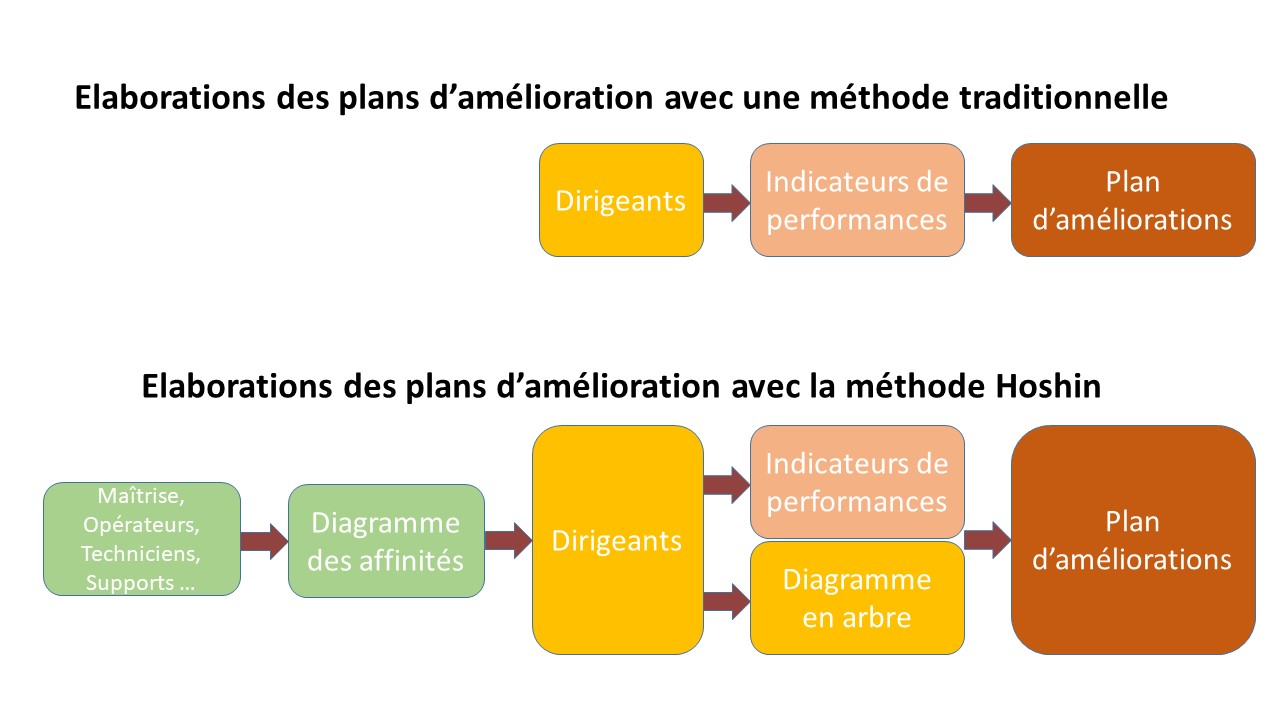 Elaborations des plans d’amélioration avec une méthode traditionnelle
Dirigeants
Indicateurs de
performances
Plan
d’améliorations
Elaborations des plans d’amélioration avec la méthode Hoshin
Maîtrise,
Opérateurs,
Techniciens,
Supports …
Diagramme
des affinités
Dirigeants
Indicateurs de
performances
Diagramme
en arbre
Plan
d’améliorations